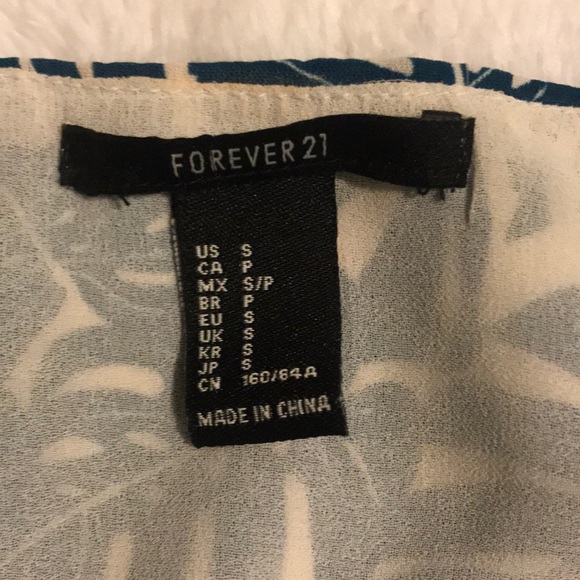 FOREVER 21
US S
CA P
MX S/P
BR P
EU S
UK S
KR S
JP S
CN 160/84A
MADE IN CHINA